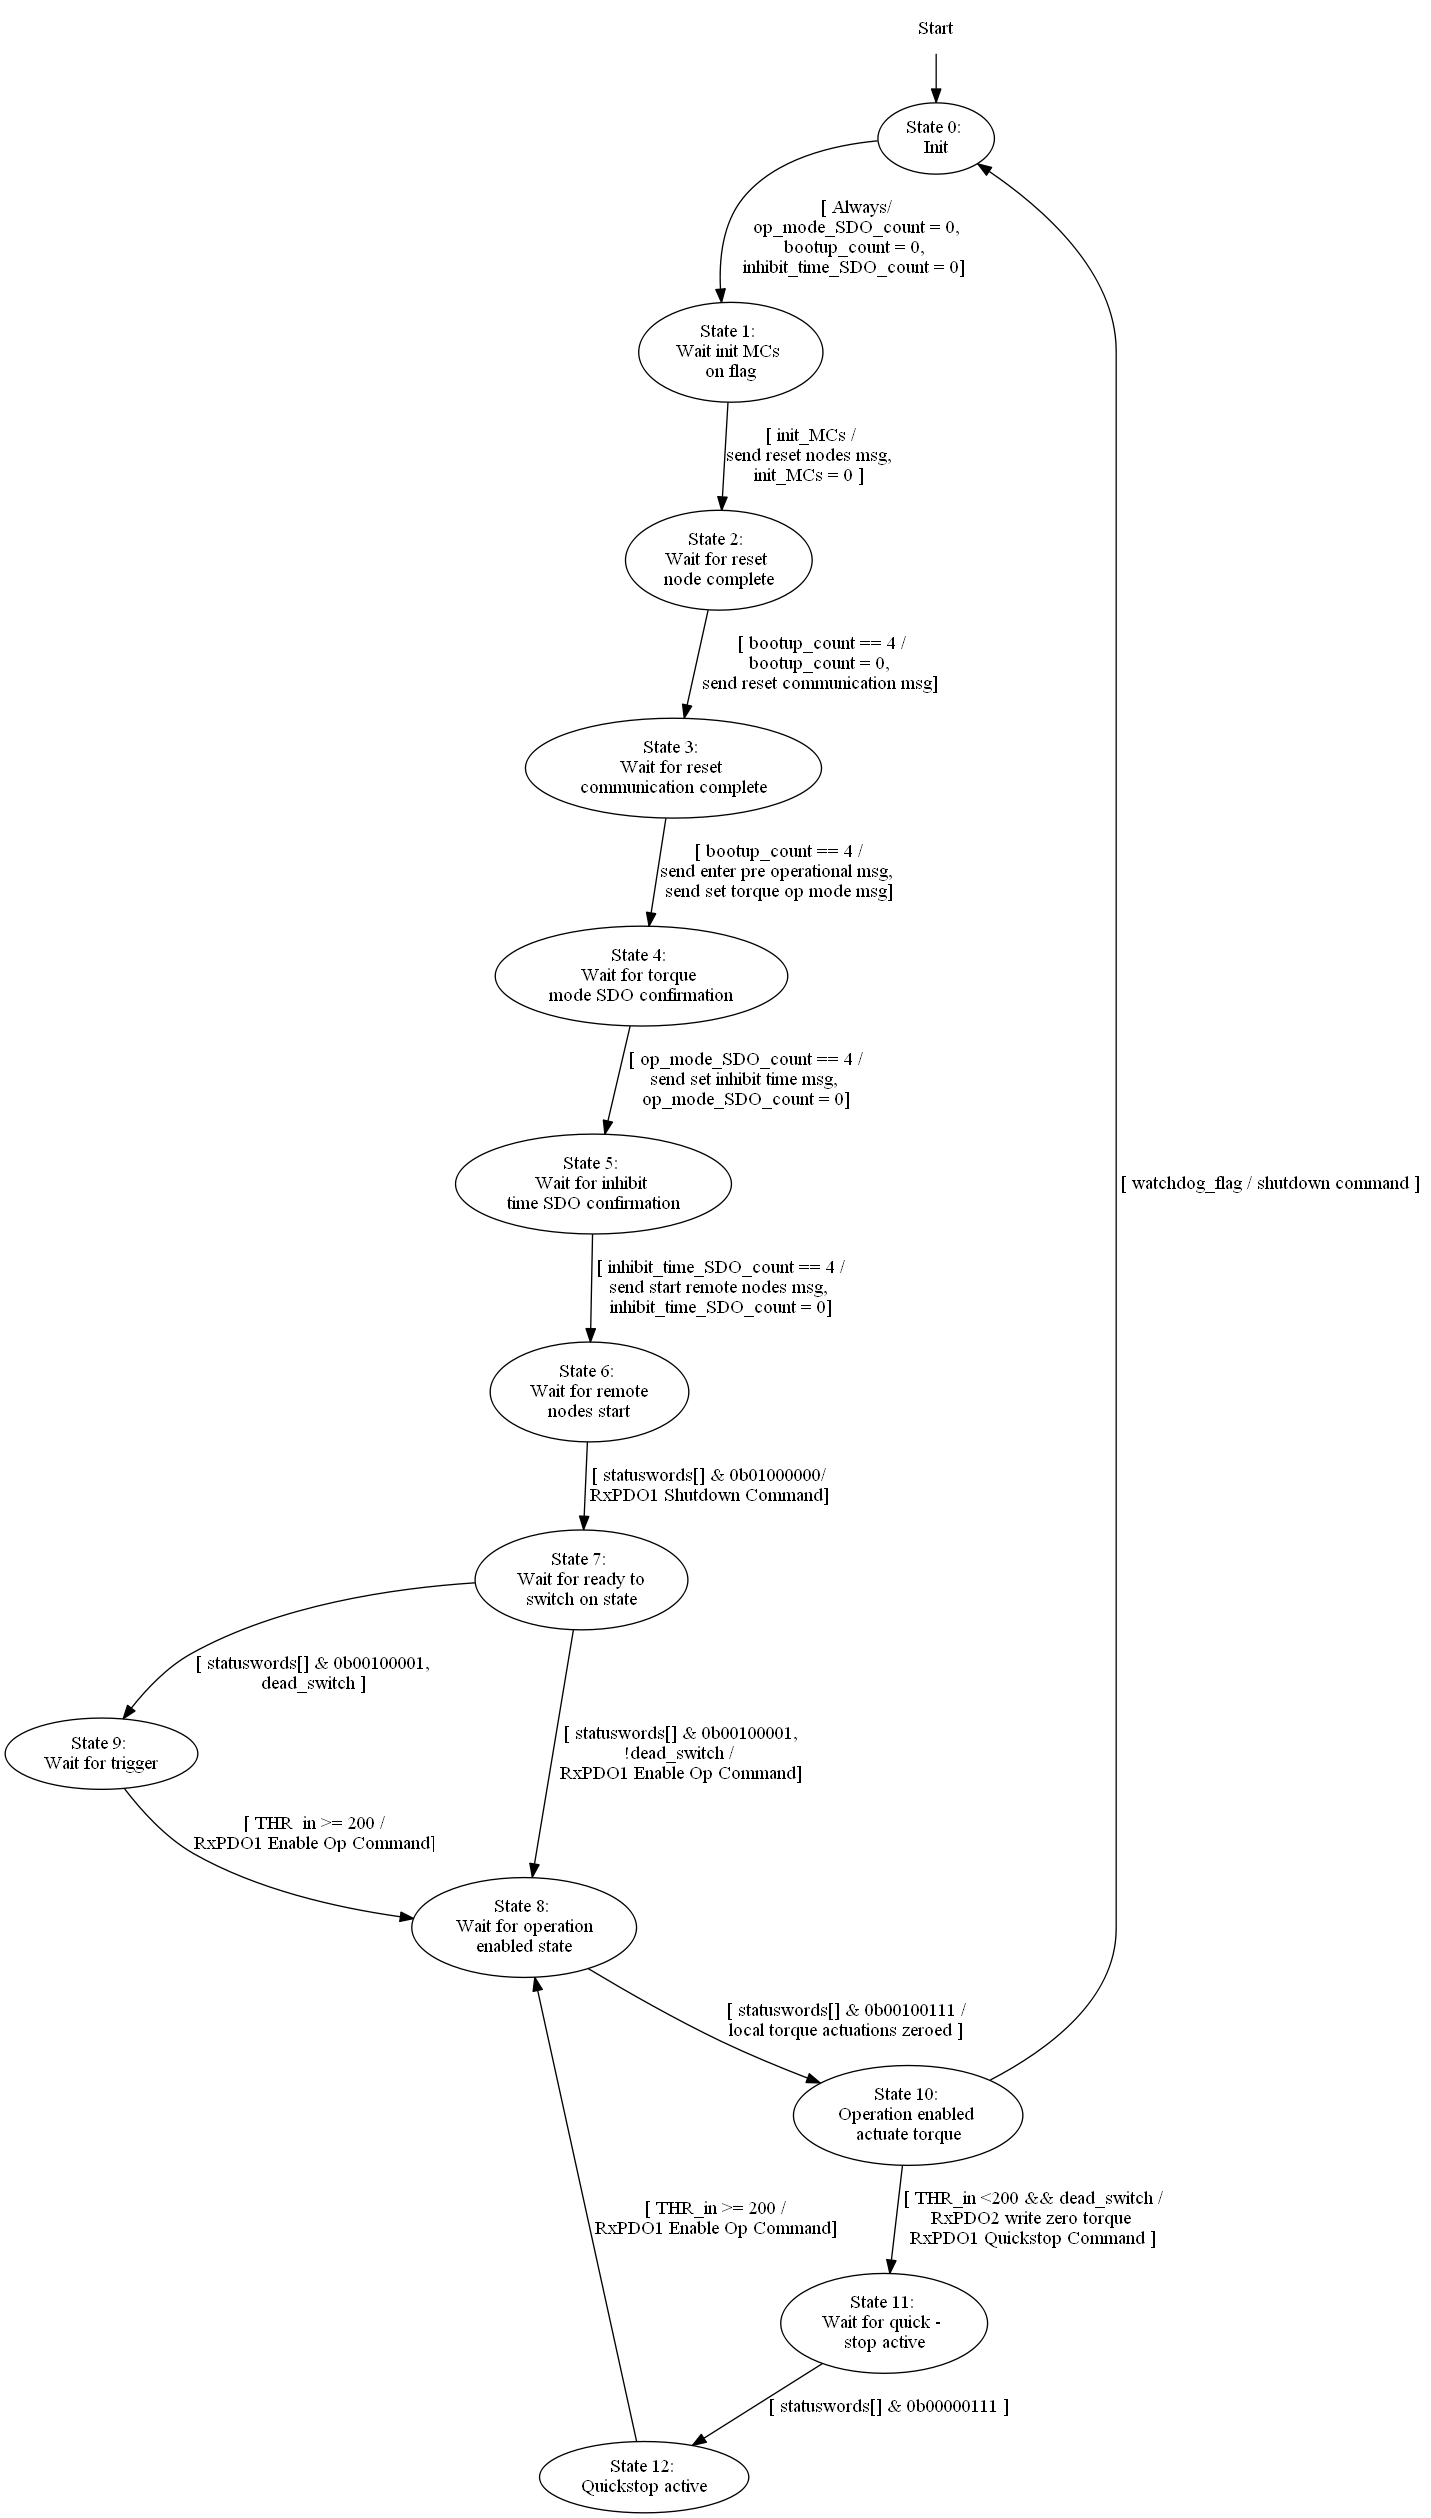 Start
State 0:
Init
[ Always/
op_mode_SDO_count = 0,
bootup_count = 0,
inhibit_time_SDO_count = 0]
State 1:
Wait init MCs
on flag
[ init_MCs /
send reset nodes msg,
init_MCs = 0 ]
State 2:
Wait for reset
node complete
[ bootup_count == 4 /
bootup_count = 0,
send reset communication msg]
State 3:
Wait for reset
communication complete
[ bootup_count == 4 /
send enter pre operational msg,
send set torque op mode msg]
State 4:
Wait for torque
mode SDO confirmation
[ op_mode_SDO_count == 4 /
send set inhibit time msg,
op_mode_SDO_count = 0]
State 5:
Wait for inhibit
time SDO confirmation
[ watchdog_flag / shutdown command ]
[ inhibit_time_SDO_count == 4 /
send start remote nodes msg,
inhibit_time_SDO_count = 0]
State 6:
Wait for remote
nodes start
[ statuswords[] & 0b01000000/
RxPDO1 Shutdown Command]
State 7:
Wait for ready to
switch on state
[ statuswords[] & 0b00100001,
dead_switch ]
[ statuswords[] & 0b00100001,
!dead_switch /
RxPDO1 Enable Op Command]
State 9:
Wait for trigger
[ THR_in >= 200 /
RxPDO1 Enable Op Command]
State 8:
Wait for operation
enabled state
[ statuswords[] & 0b00100111 /
local torque actuations zeroed ]
State 10:
Operation enabled
actuate torque
[ THR_in >= 200 /
RxPDO1 Enable Op Command]
[ THR_in <200 && dead_switch /
RxPDO2 write zero torque
RxPDO1 Quickstop Command ]
State 11:
Wait for quick -
stop active
[ statuswords[] & 0b00000111 ]
State 12:
Quickstop active